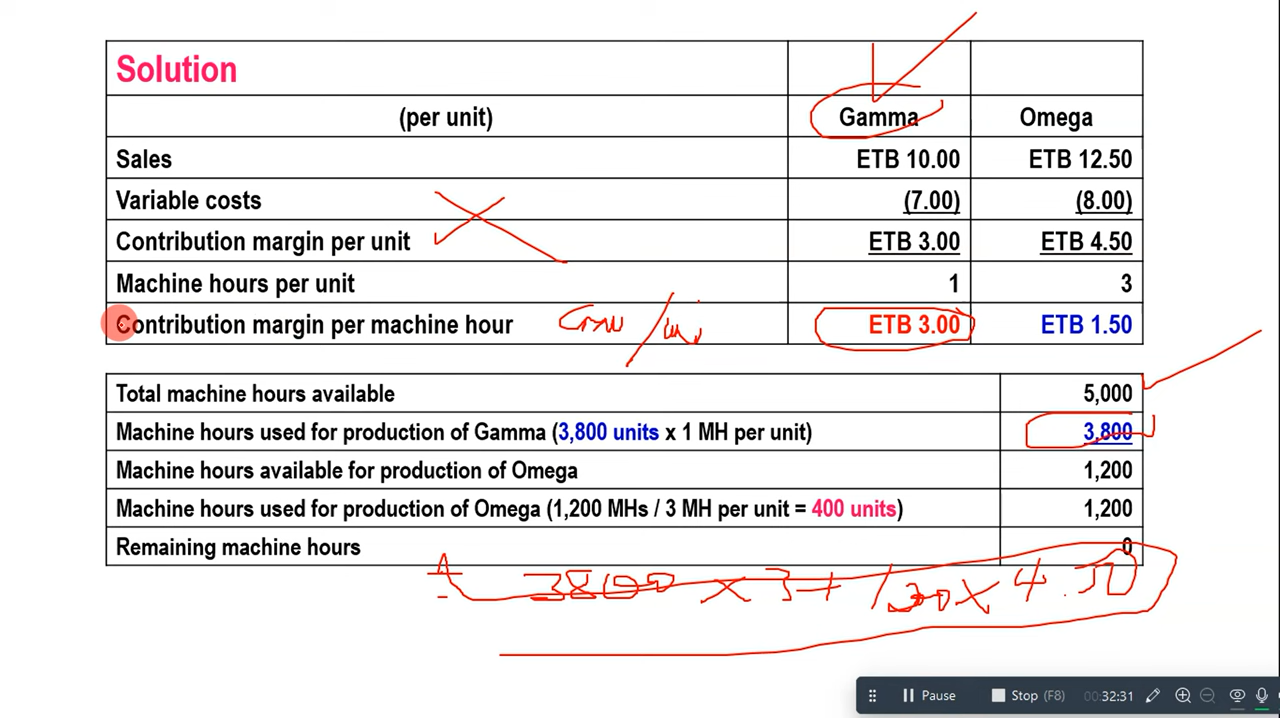 Solution
(per unit) Gamma Omega
Sales ETB 10.00 ETB 12.50
Variable costs (7.00) (8.00)
Contribution margin per unit ETB 3.00 ETB 4.50
Machine hours per unit 1 3
Contribution margin per machine hour ETB 3.00 ETB 1.50
Total machine hours available 5,000
Machine hours used for production of Gamma (3,800 units x 1 MH per unit) 3,800
Machine hours available for production of Omega 1,200
Machine hours used for production of Omega (1,200 MHs / 3 MH per unit = 400 units) 1,200
Remaining machine hours 0
3800 x 3 + 1200 x 4.50
Pause Stop (F8) 00:32:31